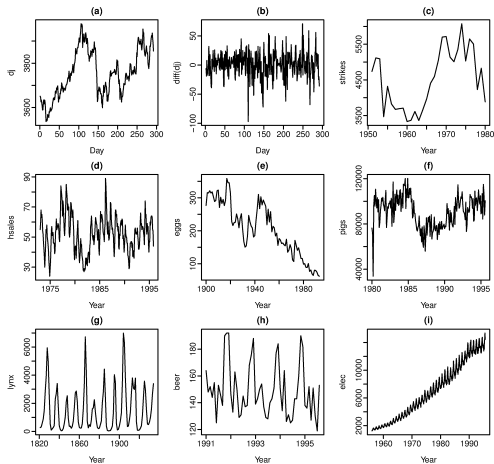 (a)
dj
3600 3800
0 50 100 150 200 250 300
Day
(b)
diff(dj)
-100 -50 0 50
0 50 100 150 200 250 300
Day
(c)
strikes
3500 4500 5500
1950 1960 1970 1980
Year
(d)
hsales
30 50 70 90
1975 1985 1995
Year
(e)
eggs
100 200 300
1900 1940 1980
Year
(f)
pigs
40000 80000 120000
1980 1985 1990 1995
Year
(g)
lynx
0 2000 4000 6000
1820 1860 1900
Year
(h)
beer
120 140 160 180
1991 1993 1995
Year
(i)
elec
2000 6000 10000
1960 1970 1980 1990
Year